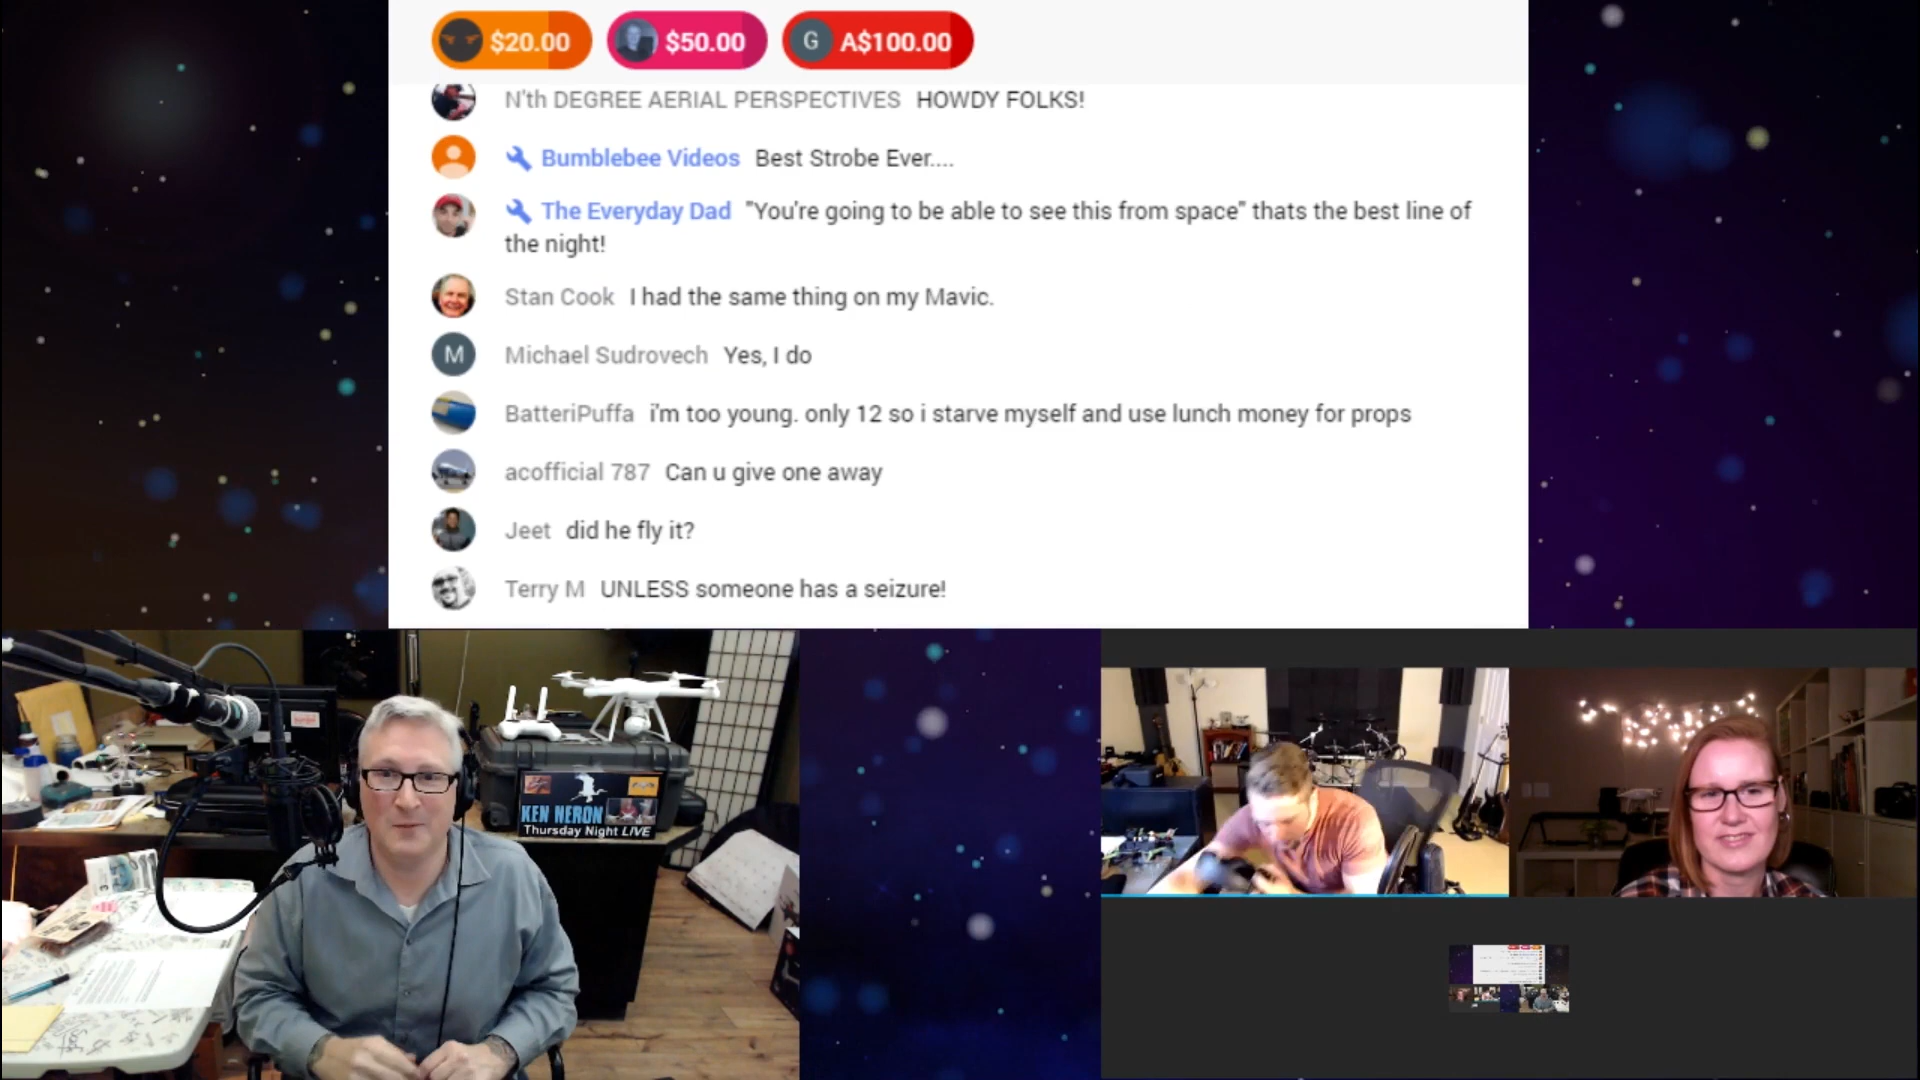 $20.00 $50.00 G A$100.00
N'th DEGREE AERIAL PERSPECTIVES HOWDY FOLKS!
Bumblebee Videos Best Strobe Ever....
The Everyday Dad "You're going to be able to see this from space" thats the best line of
the night!
Stan Cook I had the same thing on my Mavic.
M Michael Sudrovech Yes, I do
BatteriPuffa i'm too young. only 12 so i starve myself and use lunch money for props
acofficial 787 Can u give one away
Jeet did he fly it?
Terry M UNLESS someone has a seizure!
KEN HERON
Thursday Night LIVE